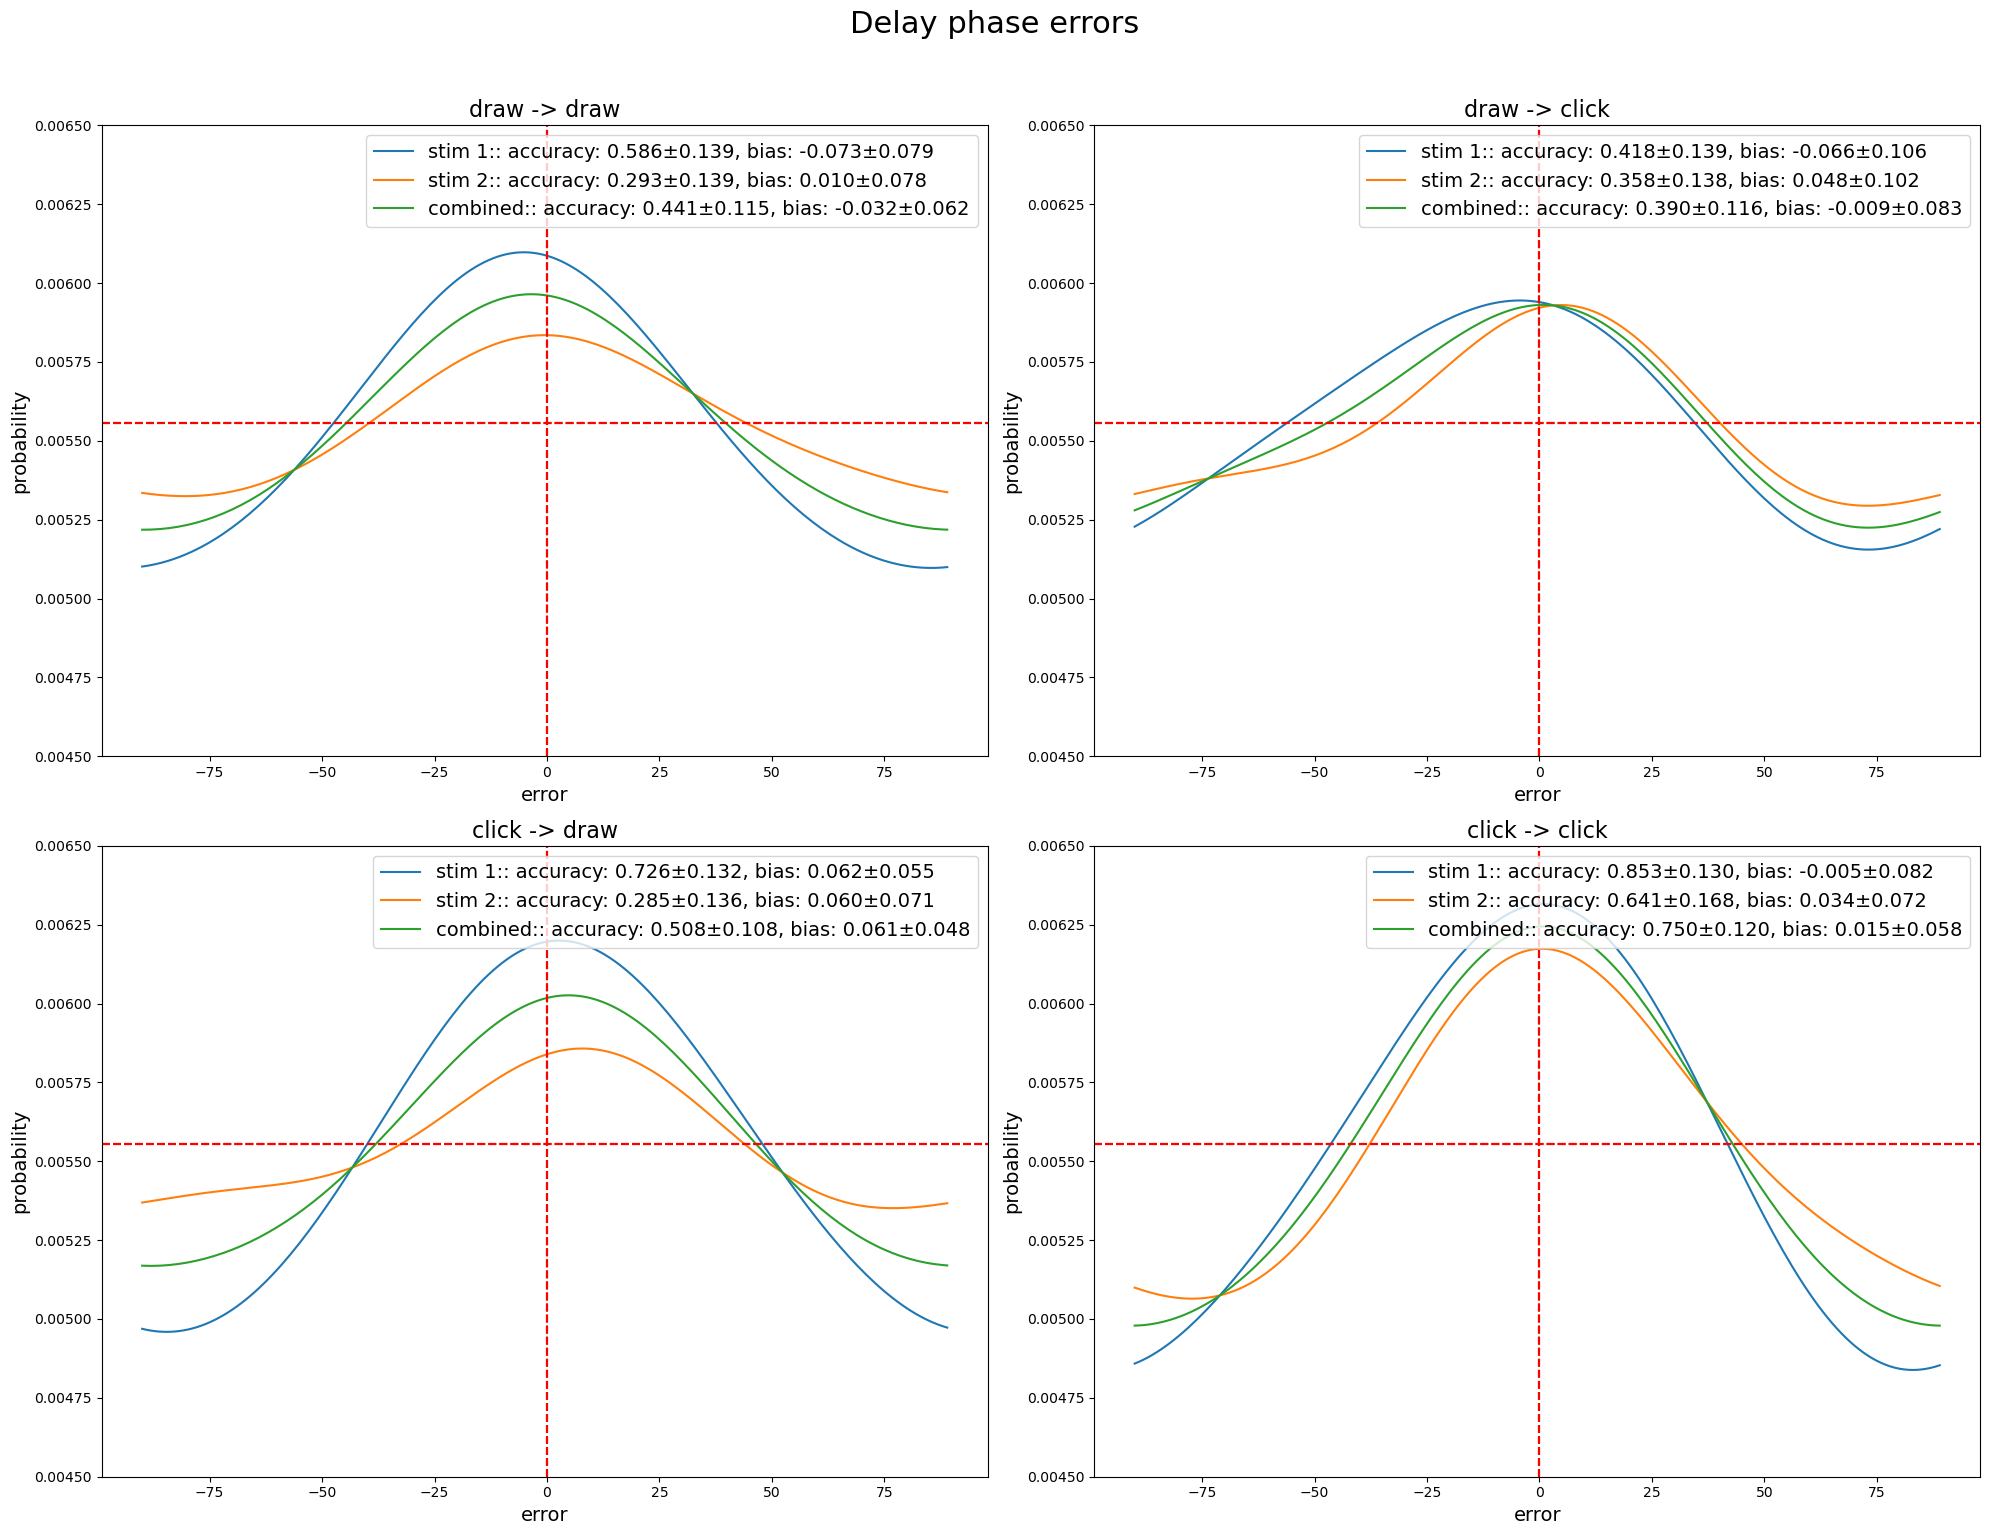 Delay phase errors
draw -> draw
stim 1:: accuracy: 0.586±0.139, bias: -0.073±0.079
stim 2:: accuracy: 0.293±0.139, bias: 0.010±0.078
combined:: accuracy: 0.441±0.115, bias: -0.032±0.062
0.00650
0.00625
0.00600
0.00575
0.00550
0.00525
0.00500
0.00475
0.00450
probability
−75 −50 −25 0 25 50 75
error
draw -> click
stim 1:: accuracy: 0.418±0.139, bias: -0.066±0.106
stim 2:: accuracy: 0.358±0.138, bias: 0.048±0.102
combined:: accuracy: 0.390±0.116, bias: -0.009±0.083
0.00650
0.00625
0.00600
0.00575
0.00550
0.00525
0.00500
0.00475
0.00450
probability
−75 −50 −25 0 25 50 75
error
click -> draw
stim 1:: accuracy: 0.726±0.132, bias: 0.062±0.055
stim 2:: accuracy: 0.285±0.136, bias: 0.060±0.071
combined:: accuracy: 0.508±0.108, bias: 0.061±0.048
0.00650
0.00625
0.00600
0.00575
0.00550
0.00525
0.00500
0.00475
0.00450
probability
−75 −50 −25 0 25 50 75
error
click -> click
stim 1:: accuracy: 0.853±0.130, bias: -0.005±0.082
stim 2:: accuracy: 0.641±0.168, bias: 0.034±0.072
combined:: accuracy: 0.750±0.120, bias: 0.015±0.058
0.00650
0.00625
0.00600
0.00575
0.00550
0.00525
0.00500
0.00475
0.00450
probability
−75 −50 −25 0 25 50 75
error